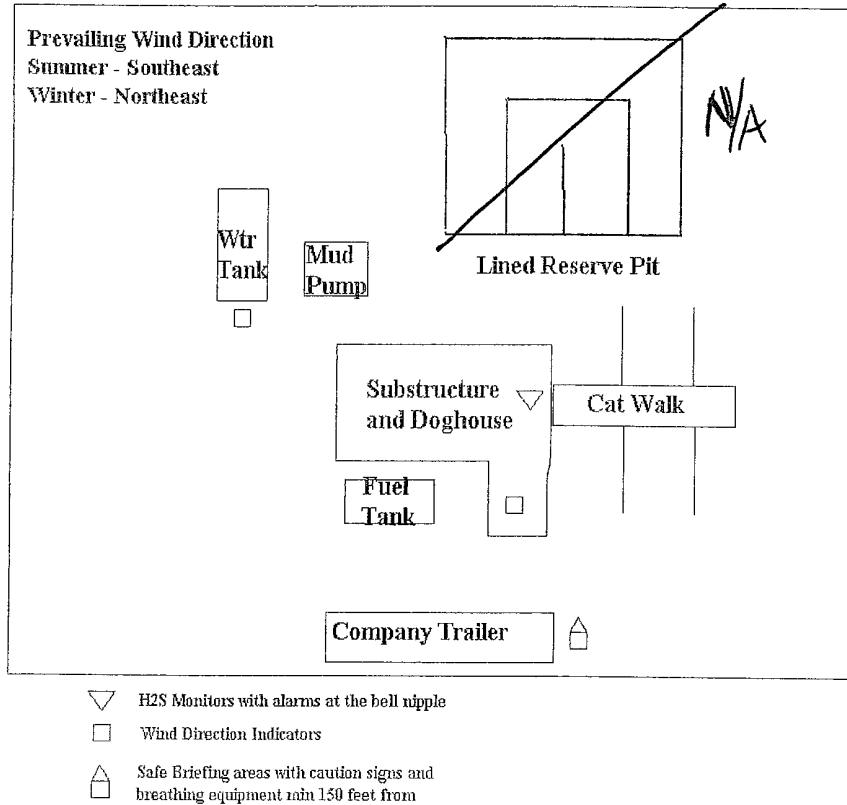 Prevailing Wind Direction
Summer - Southeast
Winter - Northeast
N/A
Wtr
Tank
Mud
Pump
Lined Reserve Pit
Substructure
and Doghouse
Cat Walk
Fuel
Tank
Company Trailer
H2S Monitors with alarms at the bell nipple
Wind Direction Indicators
Safe Briefing areas with caution signs and
breathing equipment min 150 feet from